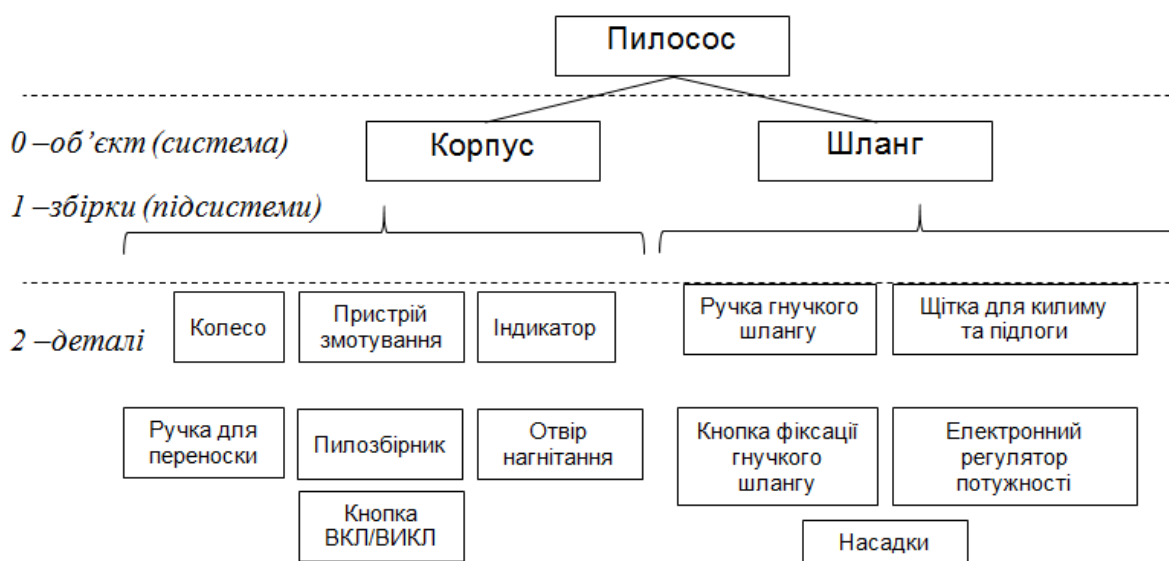 Пилосос
0 –об’єкт (система)
Корпус
Шланг
1 –збірки (підсистеми)
2 –деталі
Колесо
Пристрій
змотування
Індикатор
Ручка гнучкого
шлангу
Щітка для килиму
та підлоги
Ручка для
переноски
Пилозбірник
Отвір
нагнітання
Кнопка фіксації
гнучкого
шлангу
Електронний
регулятор
потужності
Кнопка
ВКЛ/ВИКЛ
Насадки